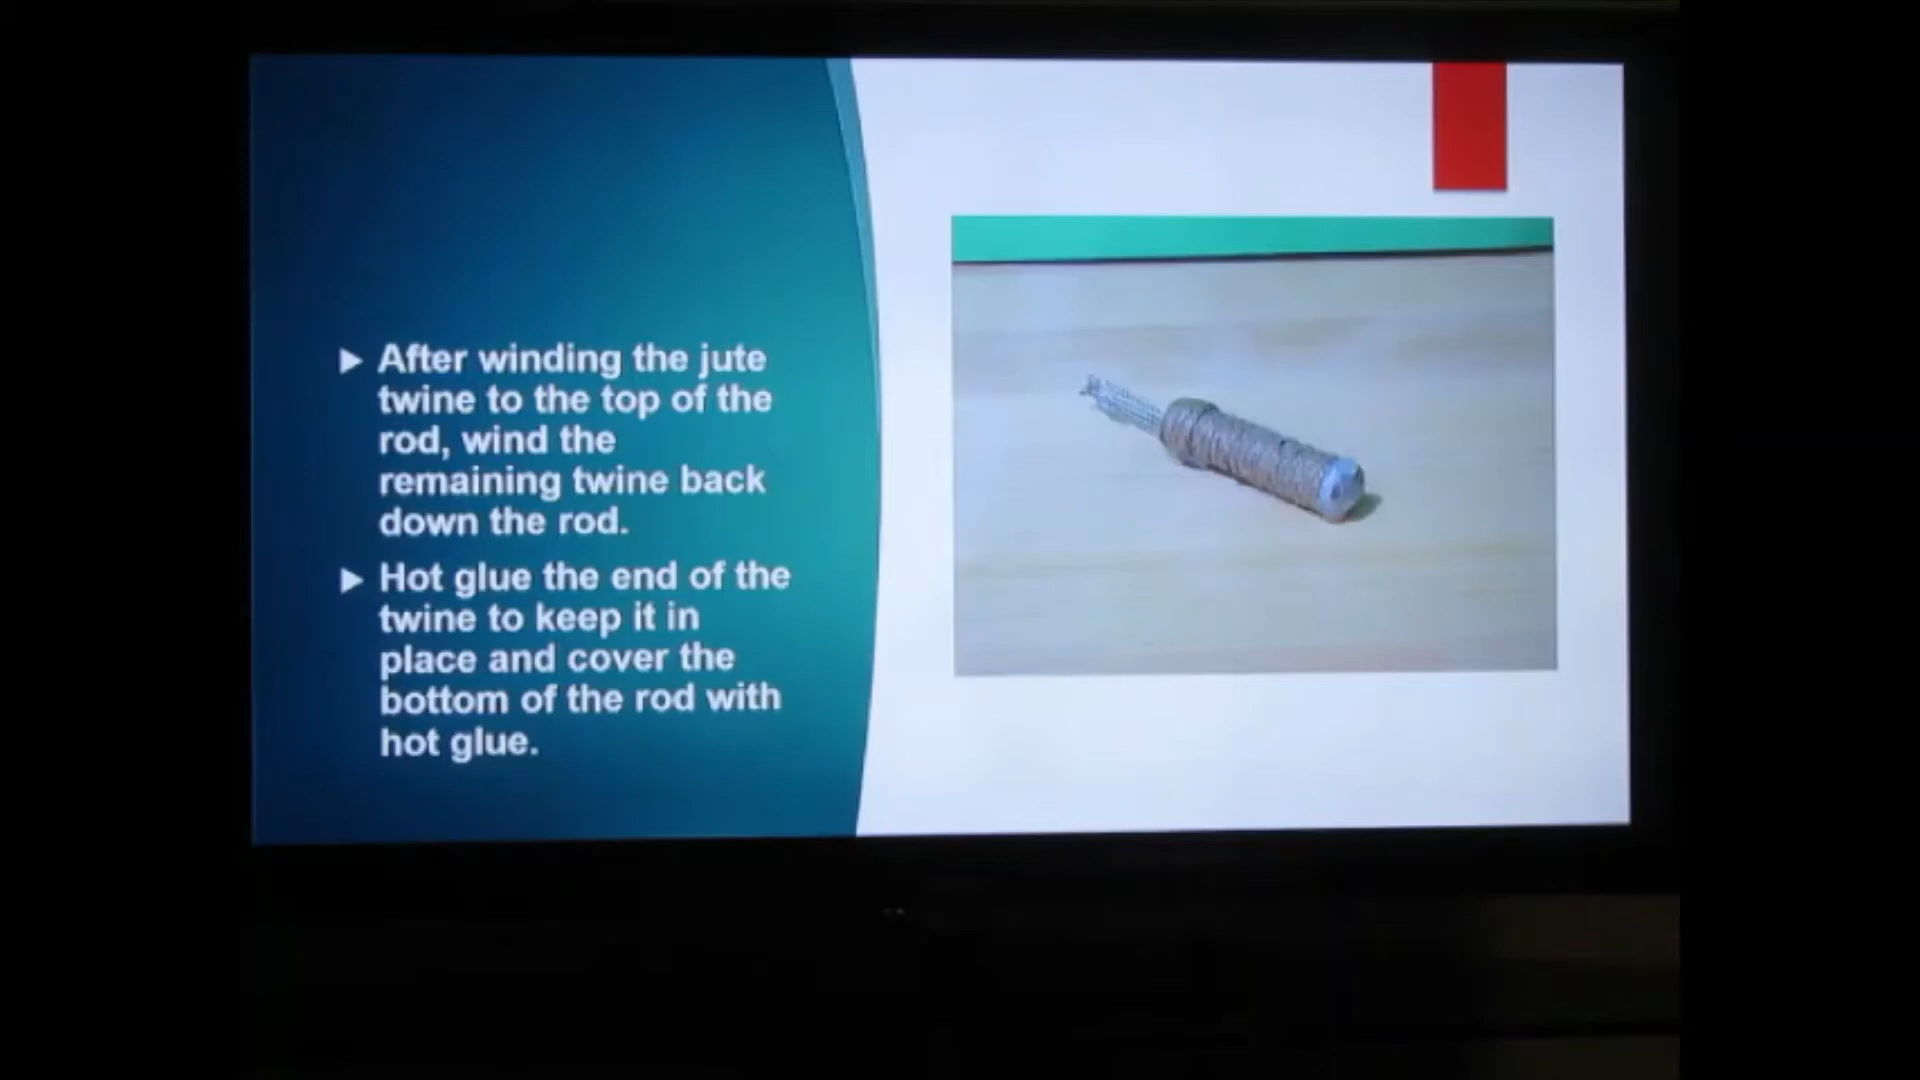 After winding the jute
twine to the top of the
rod, wind the
remaining twine back
down the rod.
Hot glue the end of the
twine to keep it in
place and cover the
bottom of the rod with
hot glue.